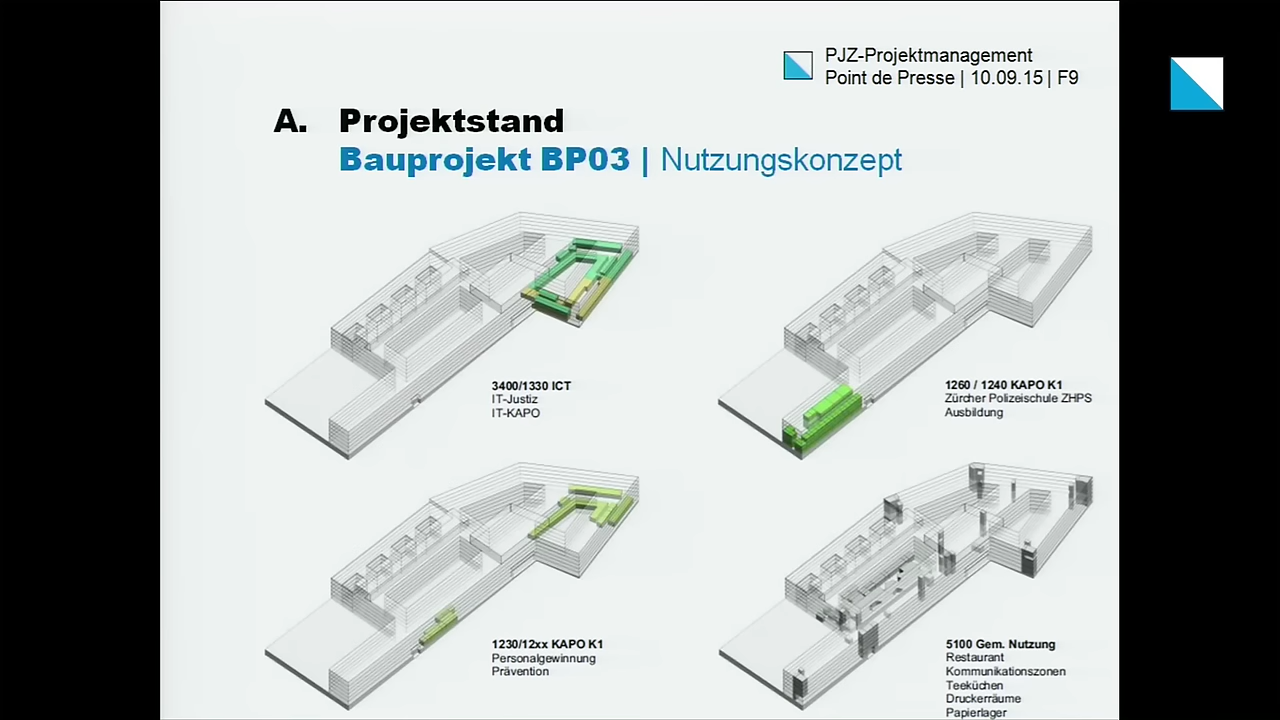 PJZ-Projektmanagement
Point de Presse | 10.09.15 | F9
A. Projektstand
Bauprojekt BP03 | Nutzungskonzept
3400/1330 ICT
IT-Justiz
IT-KAPO
1260 / 1240 KAPO K1
Zürcher Polizeischule ZHPS
Ausbildung
1230/12xx KAPO K1
Personalgewinnung
Prävention
5100 Gem. Nutzung
Restaurant
Kommunikationszonen
Teeküchen
Druckerräume
Papierlager